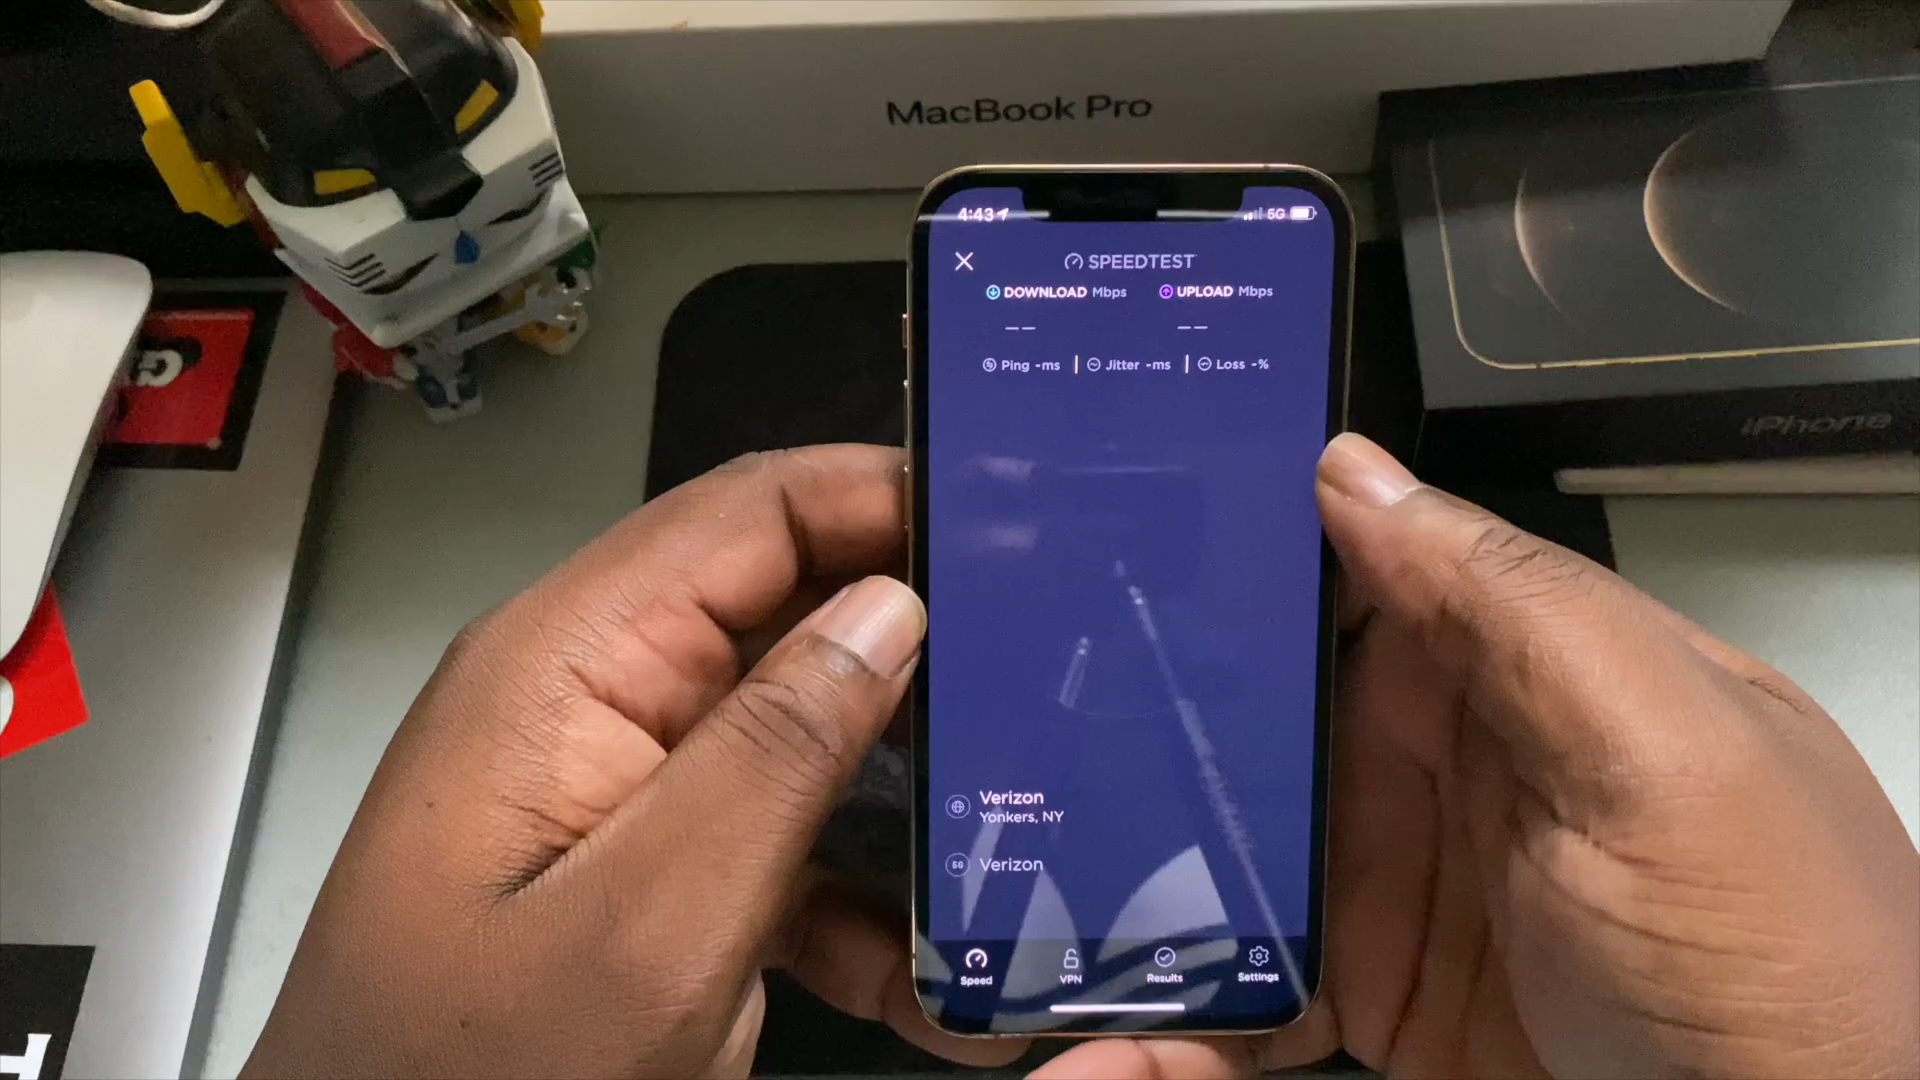 MacBook Pro
4:43
5G
SPEEDTEST
DOWNLOAD Mbps
UPLOAD Mbps
--
--
Ping -ms
Jitter -ms
Loss -%
iPhone
Verizon
Yonkers, NY
5G
Verizon
Speed
VPN
Results
Settings